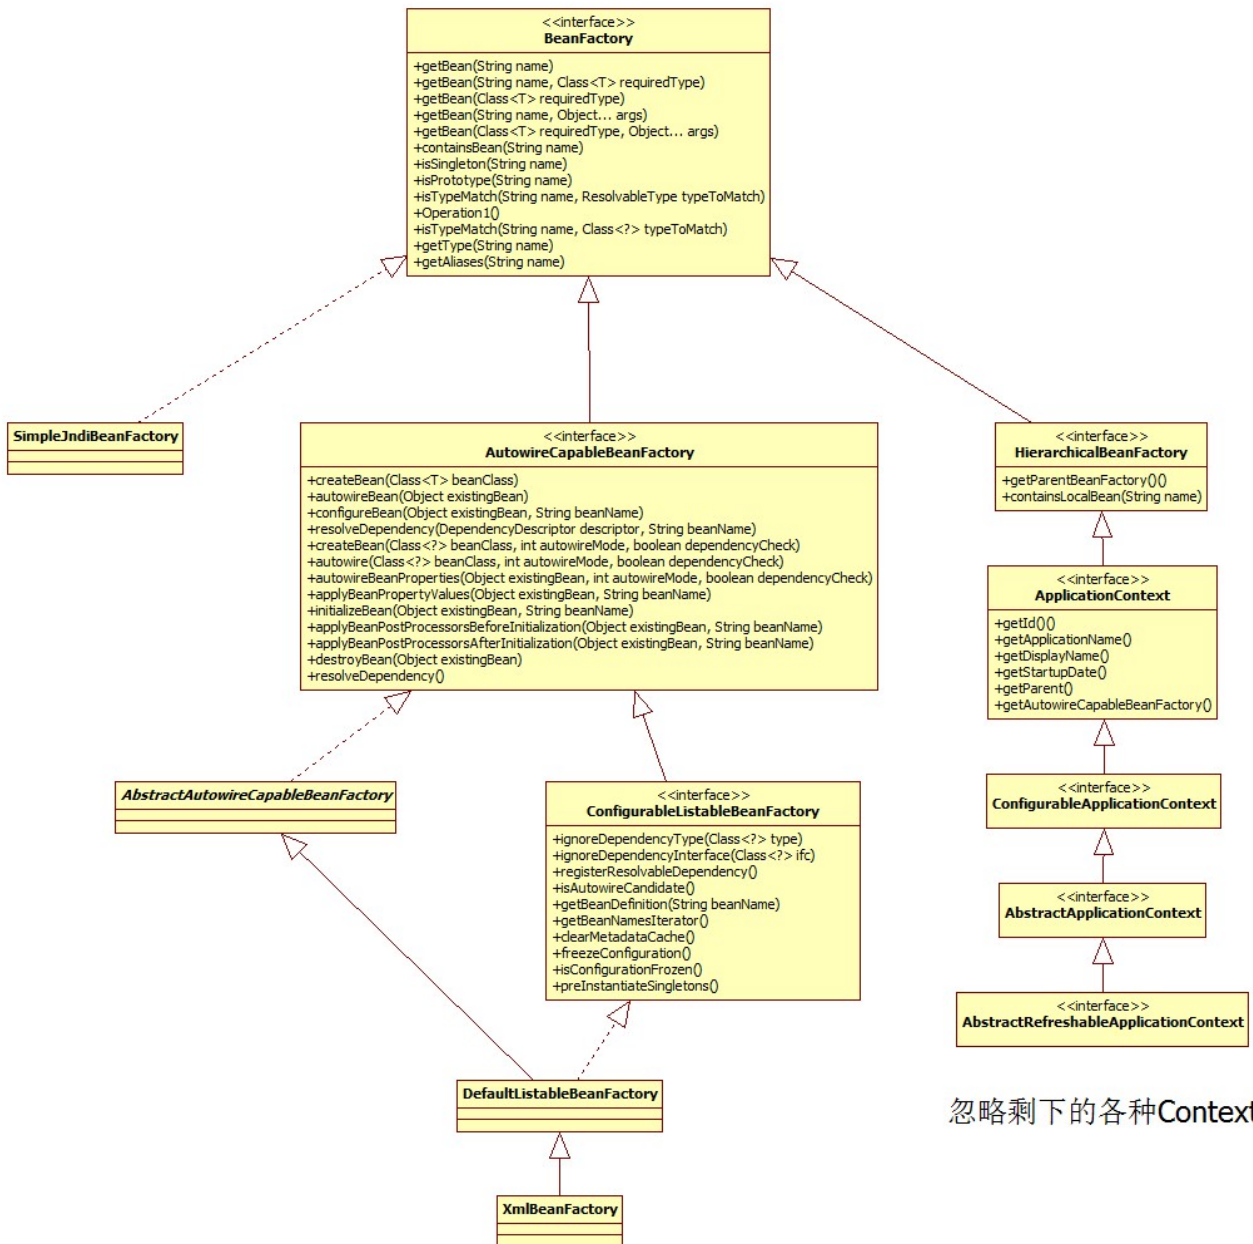 <<interface>>
BeanFactory
+getBean(String name)
+getBean(String name, Class<T> requiredType)
+getBean(Class<T> requiredType)
+getBean(String name, Object... args)
+getBean(Class<T> requiredType, Object... args)
+containsBean(String name)
+isSingleton(String name)
+isPrototype(String name)
+isTypeMatch(String name, ResolvableType typeToMatch)
+Operation1()
+isTypeMatch(String name, Class<?> typeToMatch)
+getType(String name)
+getAliases(String name)
SimpleJndiBeanFactory
<<interface>>
AutowireCapableBeanFactory
+createBean(Class<T> beanClass)
+autowireBean(Object existingBean)
+configureBean(Object existingBean, String beanName)
+resolveDependency(DependencyDescriptor descriptor, String beanName)
+createBean(Class<?> beanClass, int autowireMode, boolean dependencyCheck)
+autowire(Class<?> beanClass, int autowireMode, boolean dependencyCheck)
+autowireBeanProperties(Object existingBean, int autowireMode, boolean dependencyCheck)
+applyBeanPropertyValues(Object existingBean, String beanName)
+initializeBean(Object existingBean, String beanName)
+applyBeanPostProcessorsBeforeInitialization(Object existingBean, String beanName)
+applyBeanPostProcessorsAfterInitialization(Object existingBean, String beanName)
+destroyBean(Object existingBean)
+resolveDependency()
<<interface>>
HierarchicalBeanFactory
+getParentBeanFactory()()
+containsLocalBean(String name)
<<interface>>
ApplicationContext
+getId()()
+getApplicationName()
+getDisplayName()
+getStartupDate()
+getParent()
+getAutowireCapableBeanFactory()
AbstractAutowireCapableBeanFactory
<<interface>>
ConfigurableListableBeanFactory
+ignoreDependencyType(Class<?> type)
+ignoreDependencyInterface(Class<?> ifc)
+registerResolvableDependency()
+isAutowireCandidate()
+getBeanDefinition(String beanName)
+getBeanNamesIterator()
+clearMetadataCache()
+freezeConfiguration()
+isConfigurationFrozen()
+preInstantiateSingletons()
<<interface>>
ConfigurableApplicationContext
<<interface>>
AbstractApplicationContext
<<interface>>
AbstractRefreshableApplicationContext
DefaultListableBeanFactory
忽略剩下的各种Context
XmlBeanFactory